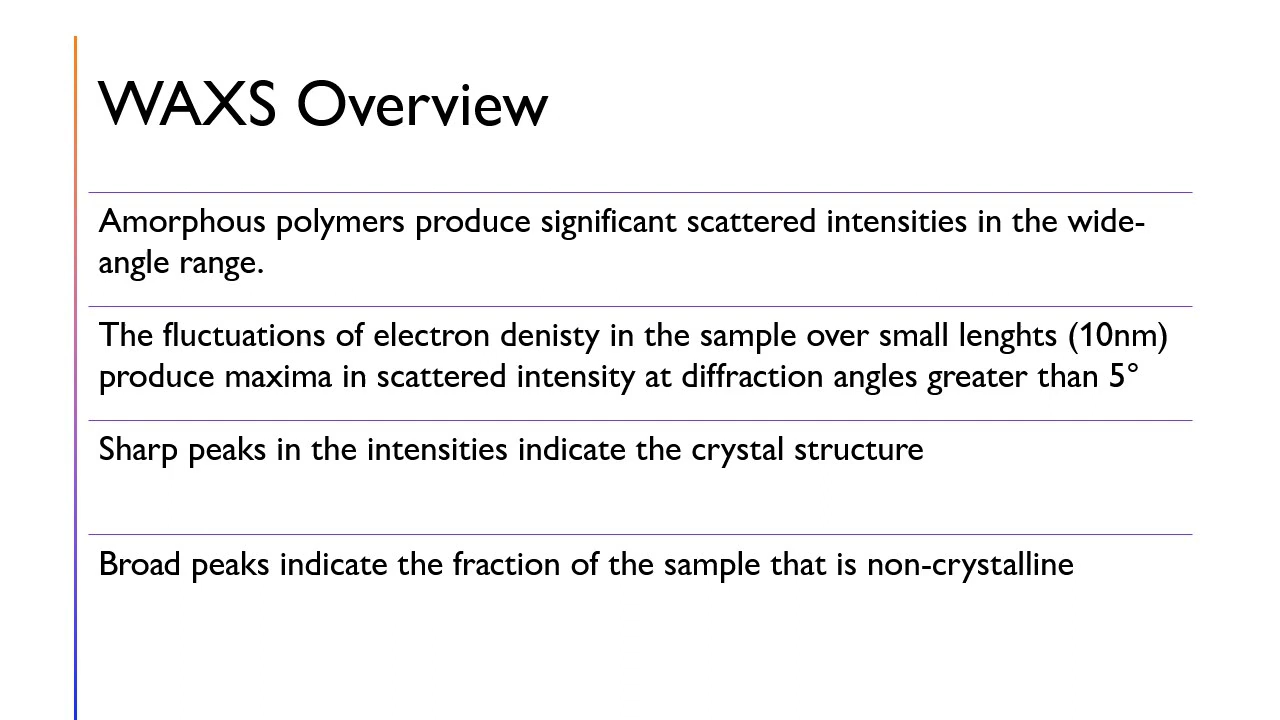 WAXS Overview
Amorphous polymers produce significant scattered intensities in the wide-
angle range.
The fluctuations of electron denisty in the sample over small lenghts (10nm)
produce maxima in scattered intensity at diffraction angles greater than 5°
Sharp peaks in the intensities indicate the crystal structure
Broad peaks indicate the fraction of the sample that is non-crystalline